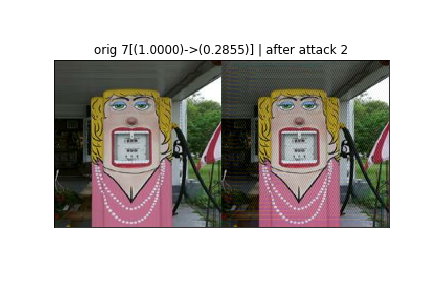 orig 7[(1.0000)->(0.2855)] | after attack 2